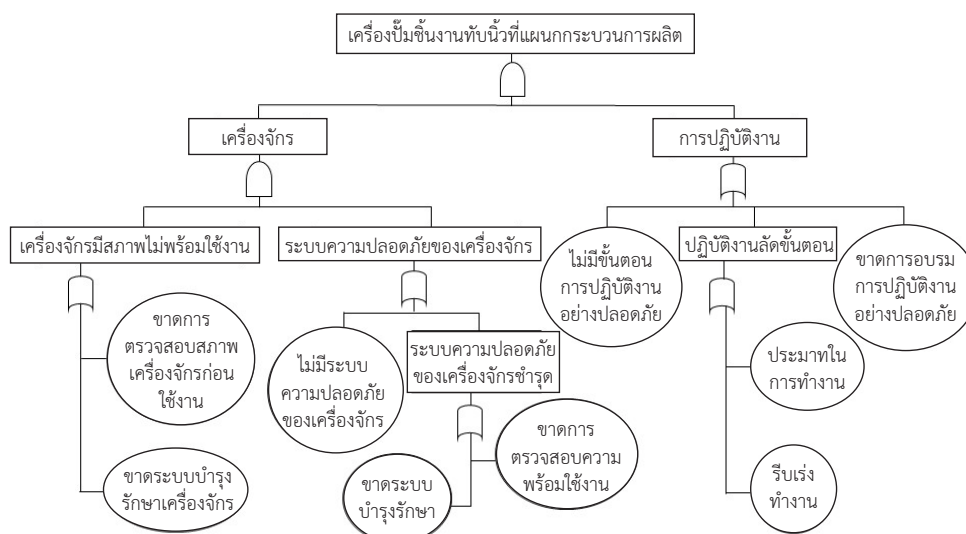 เครื่องปั๊มชิ้นงานทับนิ้วที่แผนกกระบวนการผลิต
เครื่องจักร
การปฏิบัติงาน
เครื่องจักรมีสภาพไม่พร้อมใช้งาน
ระบบความปลอดภัยของเครื่องจักร
ไม่มีขั้นตอน
การปฏิบัติงาน
อย่างปลอดภัย
ปฏิบัติงานลัดขั้นตอน
ขาดการอบรม
การปฏิบัติงาน
อย่างปลอดภัย
ขาดการ
ตรวจสอบสภาพ
เครื่องจักรก่อน
ใช้งาน
ไม่มีระบบ
ความปลอดภัย
ของเครื่องจักร
ระบบความปลอดภัย
ของเครื่องจักรชำรุด
ประมาทใน
การทำงาน
ขาดระบบบำรุง
รักษาเครื่องจักร
ขาดระบบ
บำรุงรักษา
ขาดการ
ตรวจสอบความ
พร้อมใช้งาน
รีบเร่ง
ทำงาน